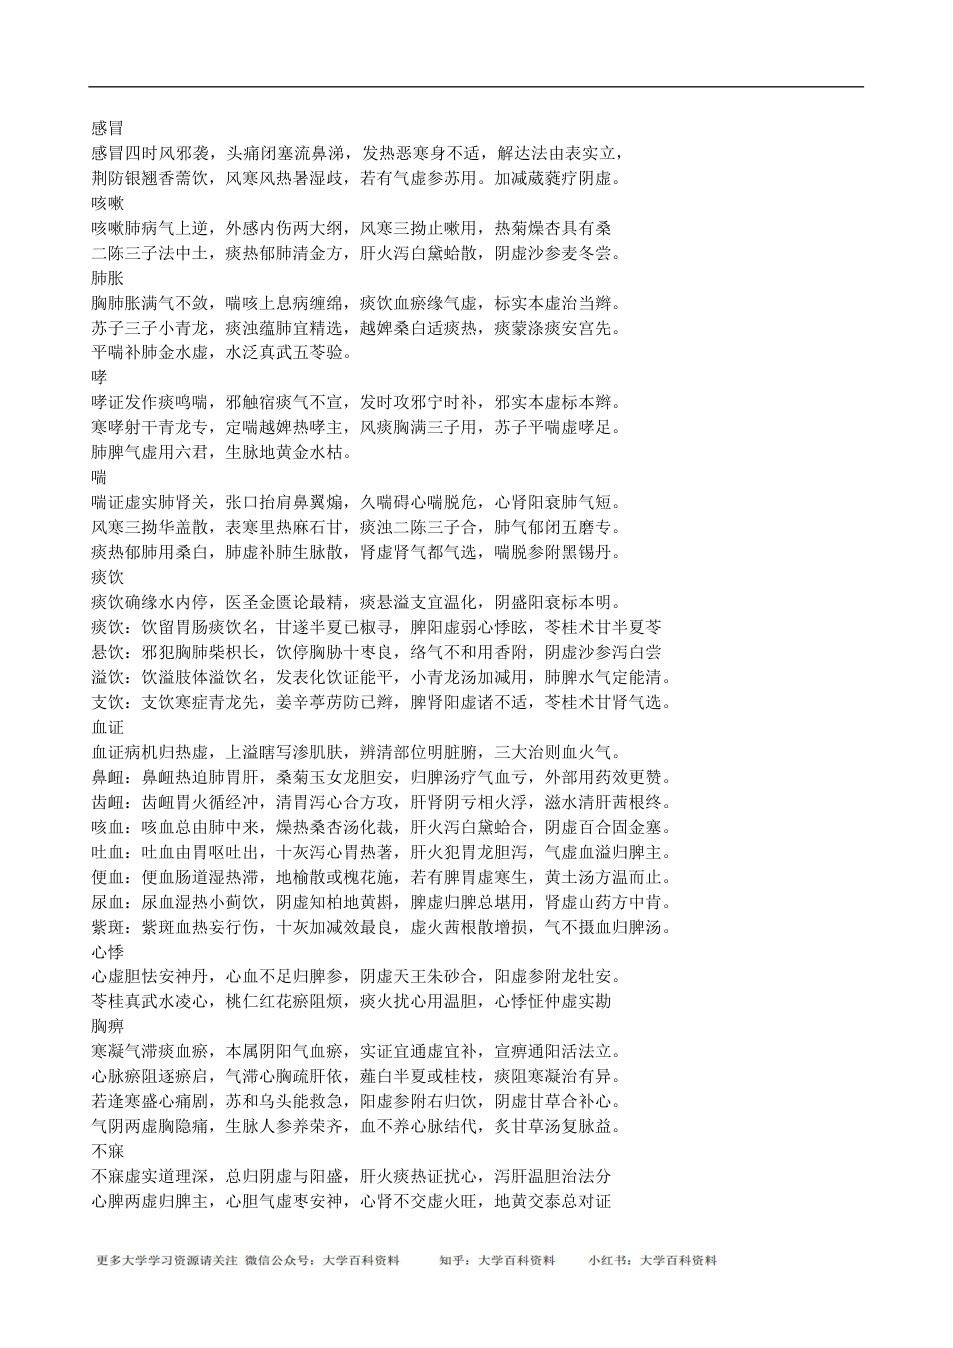 感冒
感冒四时风邪袭，头痛闭塞流鼻涕，发热恶寒身不适，解达法由表实立，
荆防银翘香薷饮，风寒风热暑湿歧，若有气虚参苏用。加减葳蕤疗阴虚。
咳嗽
咳嗽肺病气上逆，外感内伤两大纲，风寒三拗止嗽用，热菊燥杏具有桑
二陈三子法中土，痰热郁肺清金方，肝火泻白黛蛤散，阴虚沙参麦冬尝。
肺胀
胸肺胀满气不敛，喘咳上息病缠绵，痰饮血瘀缘气虚，标实本虚治当辩。
苏子三子小青龙，痰浊蕴肺宜精选，越婢桑白适痰热，痰蒙涤痰安宫先。
平喘补肺金水虚，水泛真武五苓验。
哮
哮证发作痰鸣喘，邪触宿痰气不宣，发时攻邪宁时补，邪实本虚标本辩。
寒哮射干青龙专，定喘越婢热哮主，风痰胸满三子用，苏子平喘虚哮足。
肺脾气虚用六君，生脉地黄金水枯。
喘
喘证虚实肺肾关，张口抬肩鼻翼煽，久喘碍心喘脱危，心肾阳衰肺气短。
风寒三拗华盖散，表寒里热麻石甘，痰浊二陈三子合，肺气郁闭五磨专。
痰热郁肺用桑白，肺虚补肺生脉散，肾虚肾气都气选，喘脱参附黑锡丹。
痰饮
痰饮确缘水内停，医圣金匮论最精，痰悬溢支宜温化，阴盛阳衰标本明。
痰饮：饮留胃肠痰饮名，甘遂半夏已椒寻，脾阳虚弱心悸眩，苓桂术甘半夏苓
悬饮：邪犯胸肺柴枳长，饮停胸胁十枣良，络气不和用香附，阴虚沙参泻白尝
溢饮：饮溢肢体溢饮名，发表化饮证能平，小青龙汤加减用，肺脾水气定能清。
支饮：支饮寒症青龙先，姜辛葶苈防已辩，脾肾阳虚诸不适，苓桂术甘肾气选。
血证
血证病机归热虚，上溢瞎写渗肌肤，辨清部位明脏腑，三大治则血火气。
鼻衄：鼻衄热迫肺胃肝，桑菊玉女龙胆安，归脾汤疗气血亏，外部用药效更赞。
齿衄：齿衄胃火循经冲，清胃泻心合方攻，肝肾阴亏相火浮，滋水清肝茜根终。
咳血：咳血总由肺中来，燥热桑杏汤化裁，肝火泻白黛蛤合，阴虚百合固金塞。
吐血：吐血由胃呕吐出，十灰泻心胃热著，肝火犯胃龙胆泻，气虚血溢归脾主。
便血：便血肠道湿热滞，地榆散或槐花施，若有脾胃虚寒生，黄土汤方温而止。
尿血：尿血湿热小蓟饮，阴虚知柏地黄斟，脾虚归脾总堪用，肾虚山药方中肯。
紫斑：紫斑血热妄行伤，十灰加减效最良，虚火茜根散增损，气不摄血归脾汤。
心悸
心虚胆怯安神丹，心血不足归脾参，阴虚天王朱砂合，阳虚参附龙牡安。
苓桂真武水凌心，桃仁红花瘀阻烦，痰火扰心用温胆，心悸怔仲虚实勘
胸痹
寒凝气滞痰血瘀，本属阴阳气血瘀，实证宜通虚宜补，宣痹通阳活法立。
心脉瘀阻逐瘀启，气滞心胸疏肝依，薤白半夏或桂枝，痰阻寒凝治有异。
若逢寒盛心痛剧，苏和乌头能救急，阳虚参附右归饮，阴虚甘草合补心。
气阴两虚胸隐痛，生脉人参养荣齐，血不养心脉结代，炙甘草汤复脉益。
不寐
不寐虚实道理深，总归阴虚与阳盛，肝火痰热证扰心，泻肝温胆治法分
心脾两虚归脾主，心胆气虚枣安神，心肾不交虚火旺，地黄交泰总对证
更多大学学习资源请关注 微信公众号：大学百科资料 知乎：大学百科资料 小红书：大学百科资料